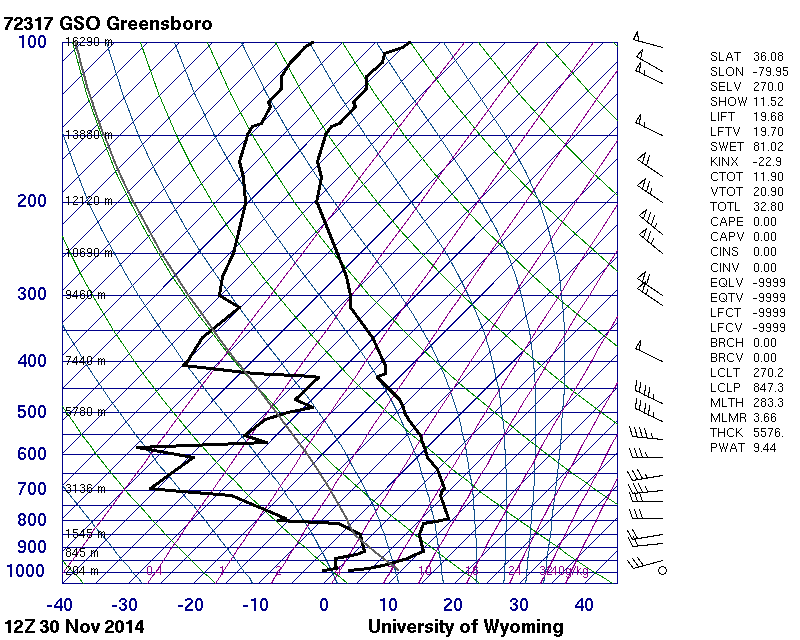 72317 GSO Greensboro
100
16290 m
13880 m
200
12120 m
10690 m
300
9460 m
400
7440 m
500
5780 m
600
700
3136 m
800
1545 m
900
845 m
1000
201 m
0.4
1
2
10
24
32
40g/kg
-40 -30 -20 -10 0 10 20 30 40
12Z 30 Nov 2014 University of Wyoming
SLAT 36.08
SLON -79.95
SELV 270.0
SHOW 11.52
LIFT 19.68
LFTV 19.70
SWET 81.02
KINX -22.9
CTOT 11.90
VTOT 20.90
TOTL 32.80
CAPE 0.00
CAPV 0.00
CINS 0.00
CINV 0.00
EQLV -9999
EQTV -9999
LFCT -9999
LFCV -9999
BRCH 0.00
BRCV 0.00
LCLT 270.2
LCLP 847.3
MLTH 283.3
MLMR 3.66
THCK 5576.
PWAT 9.44